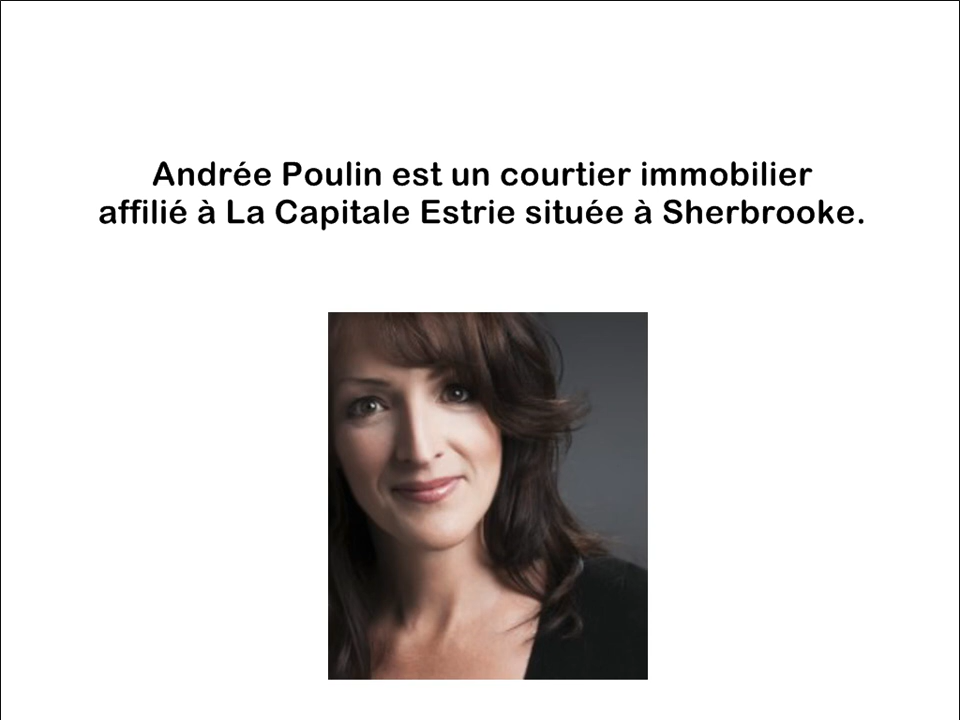 Andrée Poulin est un courtier immobilier
affilié à La Capitale Estrie située à Sherbrooke.